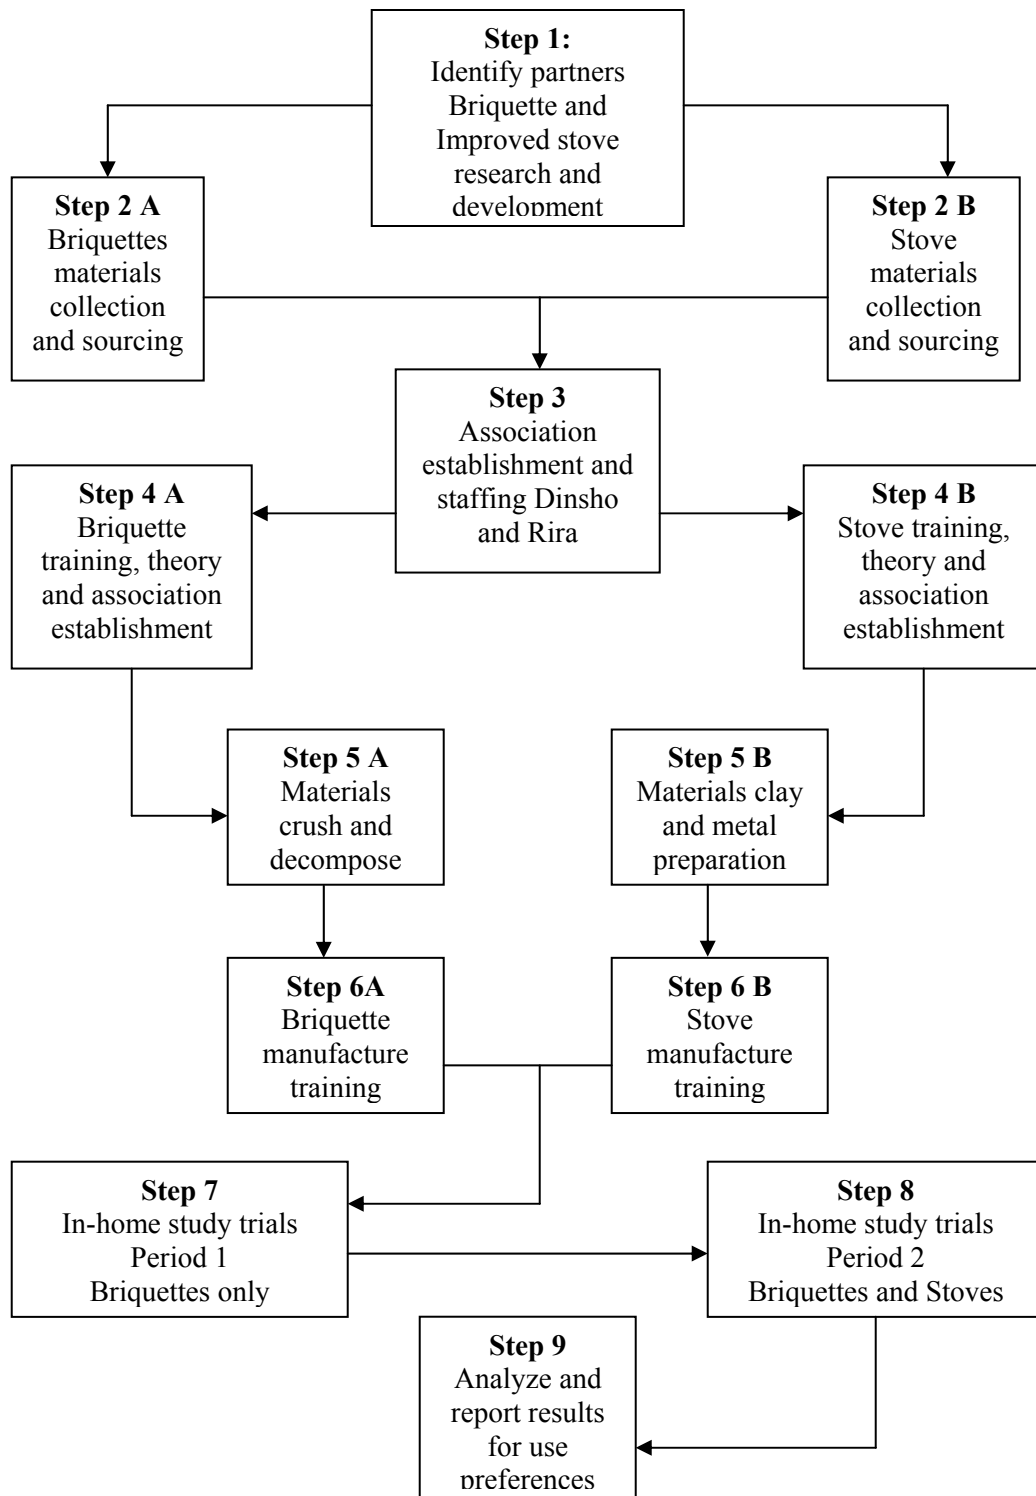 Step 1:
Identify partners
Briquette and
Improved stove
research and
development
Step 2 A
Briquettes
materials
collection
and sourcing
Step 2 B
Stove
materials
collection
and sourcing
Step 3
Association
establishment and
staffing Dinsho
and Rira
Step 4 A
Briquette
training, theory
and association
establishment
Step 4 B
Stove training,
theory and
association
establishment
Step 5 A
Materials
crush and
decompose
Step 5 B
Materials clay
and metal
preparation
Step 6A
Briquette
manufacture
training
Step 6 B
Stove
manufacture
training
Step 7
In-home study trials
Period 1
Briquettes only
Step 8
In-home study trials
Period 2
Briquettes and Stoves
Step 9
Analyze and
report results
for use
preferences